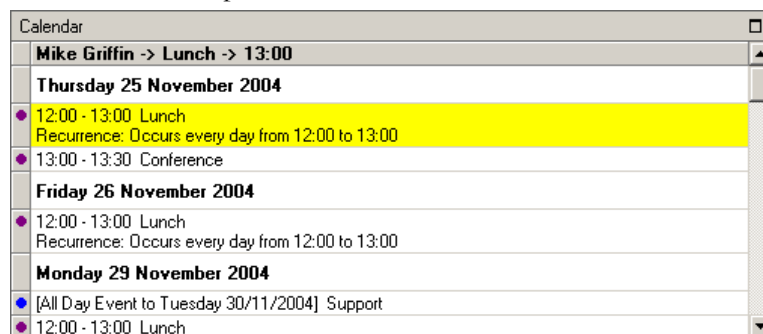 Calendar
Mike Griffin -> Lunch -> 13:00
Thursday 25 November 2004
12:00 - 13:00 Lunch
Recurrence: Occurs every day from 12:00 to 13:00
13:00 - 13:30 Conference
Friday 26 November 2004
12:00 - 13:00 Lunch
Recurrence: Occurs every day from 12:00 to 13:00
Monday 29 November 2004
[All Day Event to Tuesday 30/11/2004] Support
12:00 - 13:00 Lunch